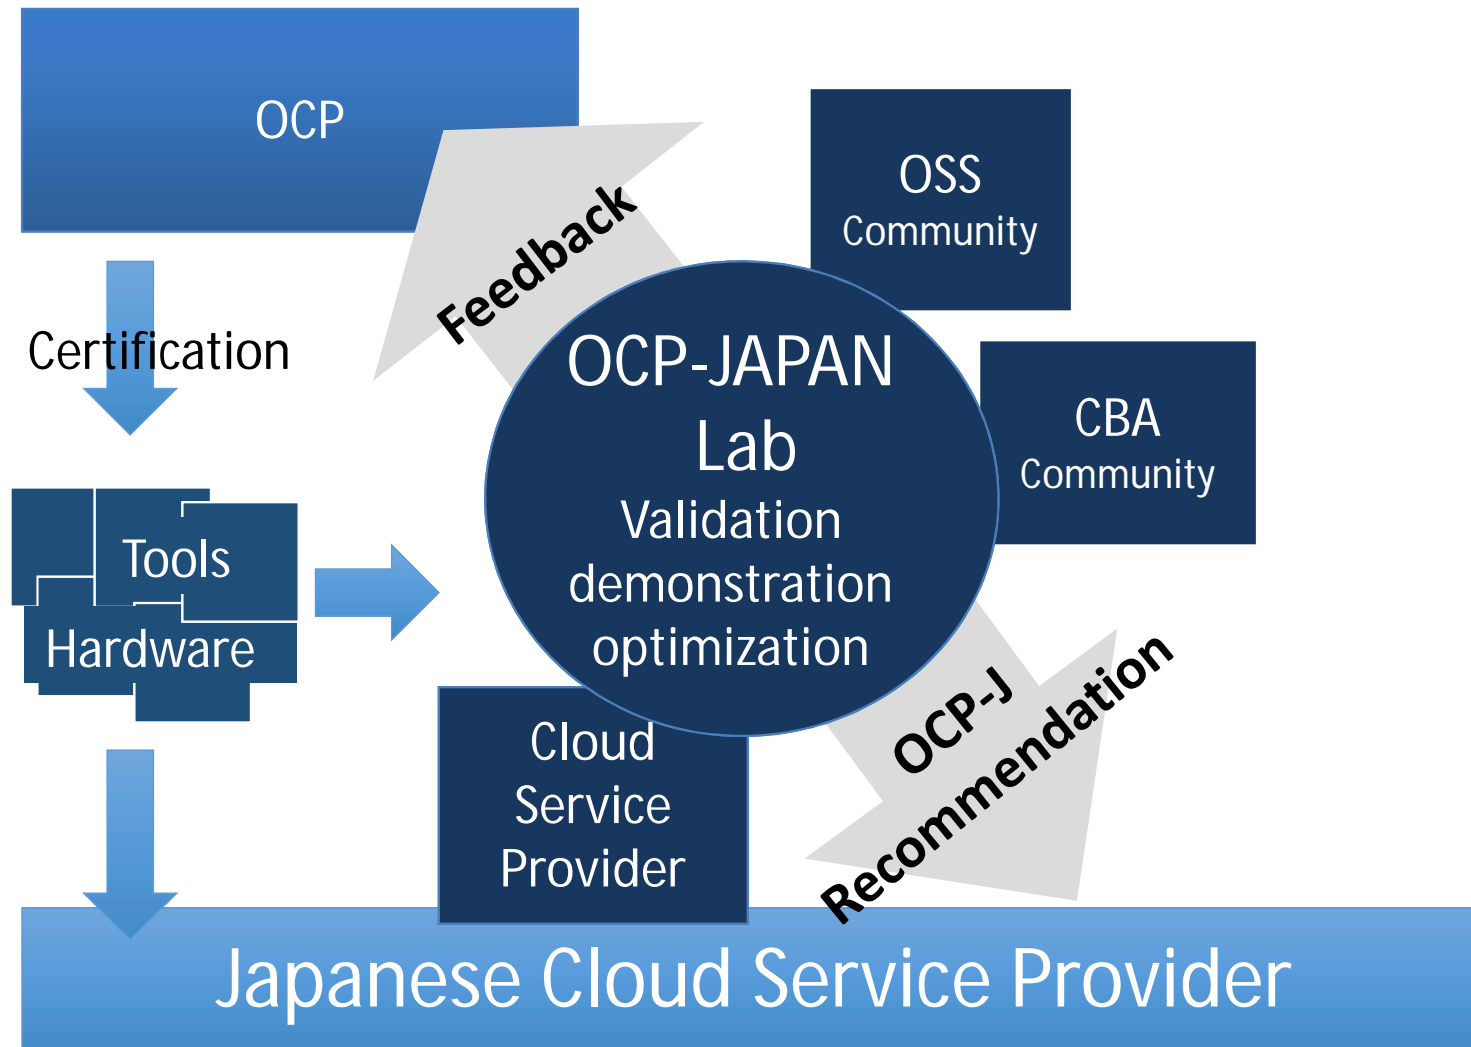 OCP
OSS
Community
Feedback
Certification
OCP-JAPAN
Lab
Validation
demonstration
optimization
CBA
Community
Tools
Hardware
Cloud
Service
Provider
OCP-J
Recommendation
Japanese Cloud Service Provider